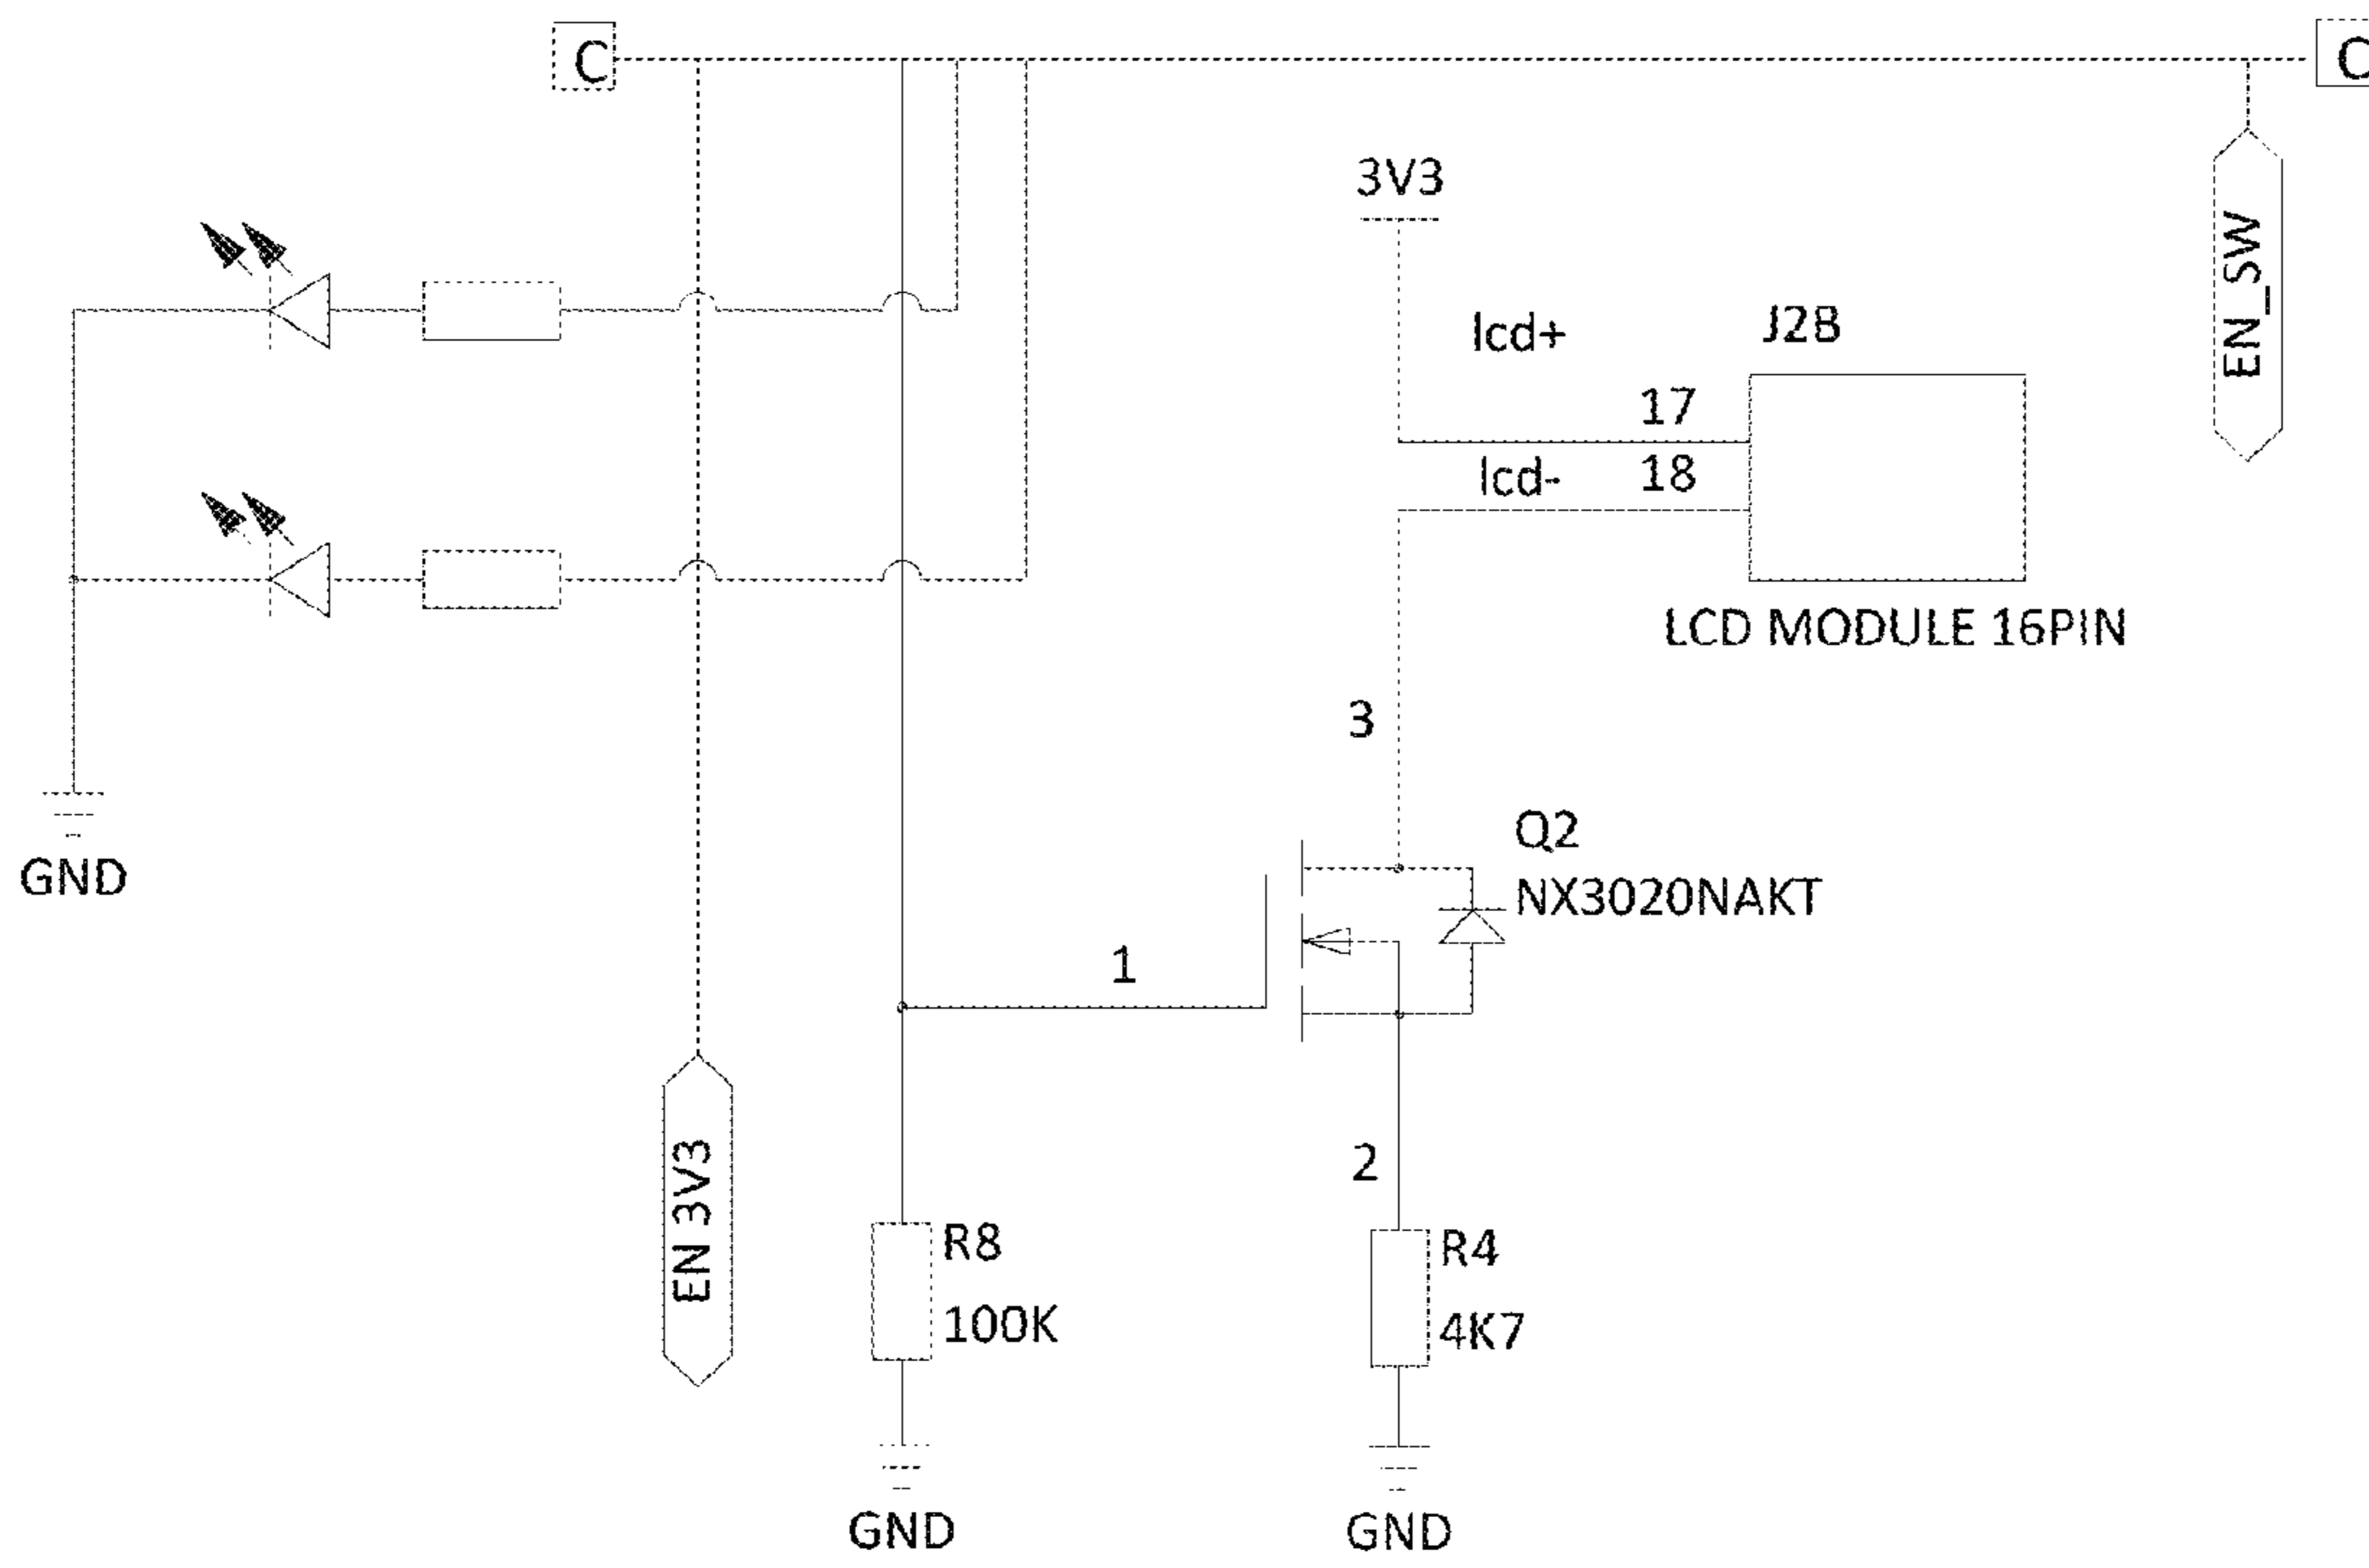 C
C
3V3
EN_SW
lcd+
J2B
17
lcd-
18
LCD MODULE 16PIN
3
Q2
NX3020NAKT
GND
1
2
EN 3V3
R8
100K
R4
4K7
GND
GND